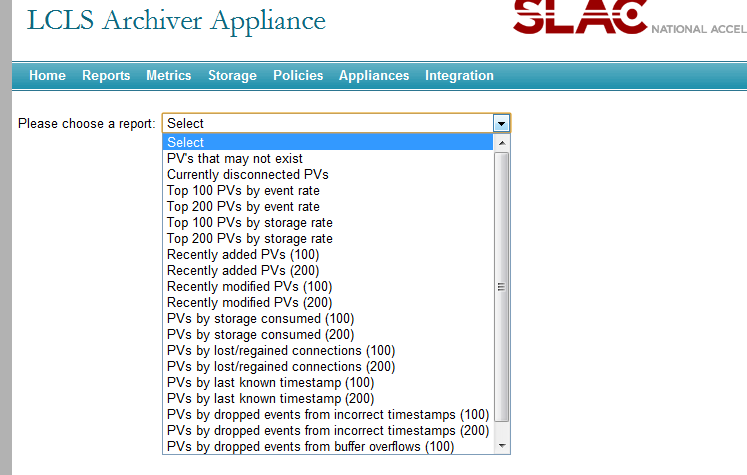 LCLS Archiver Appliance
SLAC NATIONAL ACCEL
Home Reports Metrics Storage Policies Appliances Integration
Please choose a report: Select
Select
PV's that may not exist
Currently disconnected PVs
Top 100 PVs by event rate
Top 200 PVs by event rate
Top 100 PVs by storage rate
Top 200 PVs by storage rate
Recently added PVs (100)
Recently added PVs (200)
Recently modified PVs (100)
Recently modified PVs (200)
PVs by storage consumed (100)
PVs by storage consumed (200)
PVs by lost/regained connections (100)
PVs by lost/regained connections (200)
PVs by last known timestamp (100)
PVs by last known timestamp (200)
PVs by dropped events from incorrect timestamps (100)
PVs by dropped events from incorrect timestamps (200)
PVs by dropped events from buffer overflows (100)